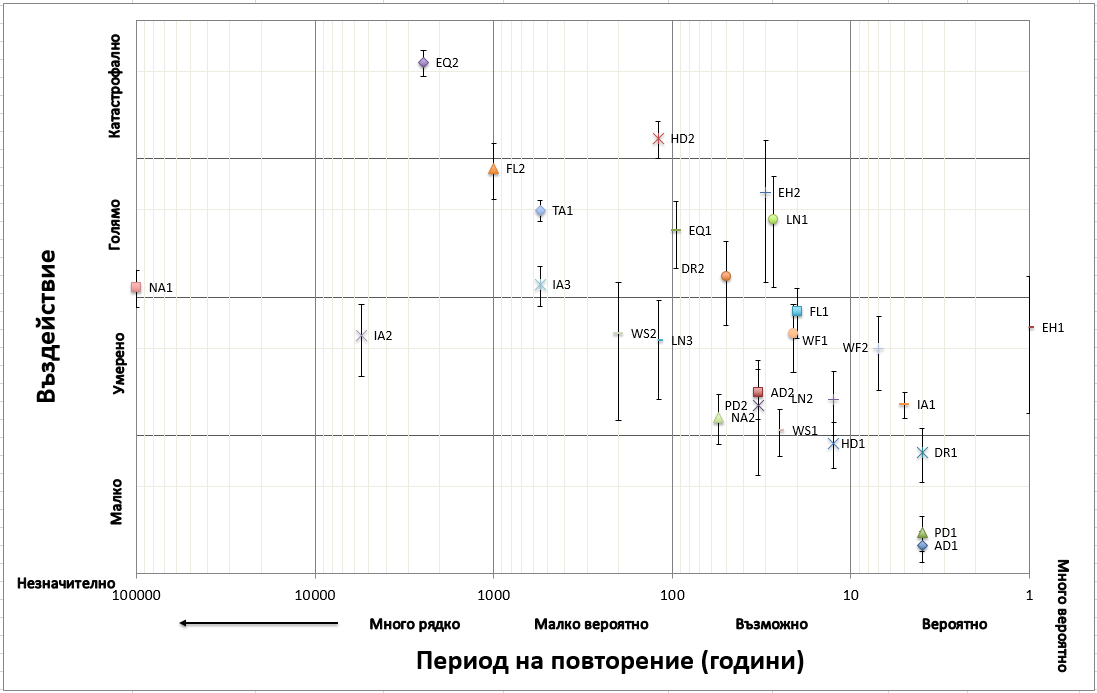 Въздействие
Катастрофално
Голямо
Умерено
Малко
Незначително
EQ2
HD2
FL2
EH2
TA1
LN1
EQ1
DR2
IA3
NA1
FL1
EH1
WS2
IA2
LN3
WF1
WF2
AD2
LN2
PD2
IA1
NA2
WS1
HD1
DR1
PD1
AD1
100000
10000
1000
100
10
1
Много рядко
Малко вероятно
Възможно
Вероятно
Много вероятно
Период на повторение (години)